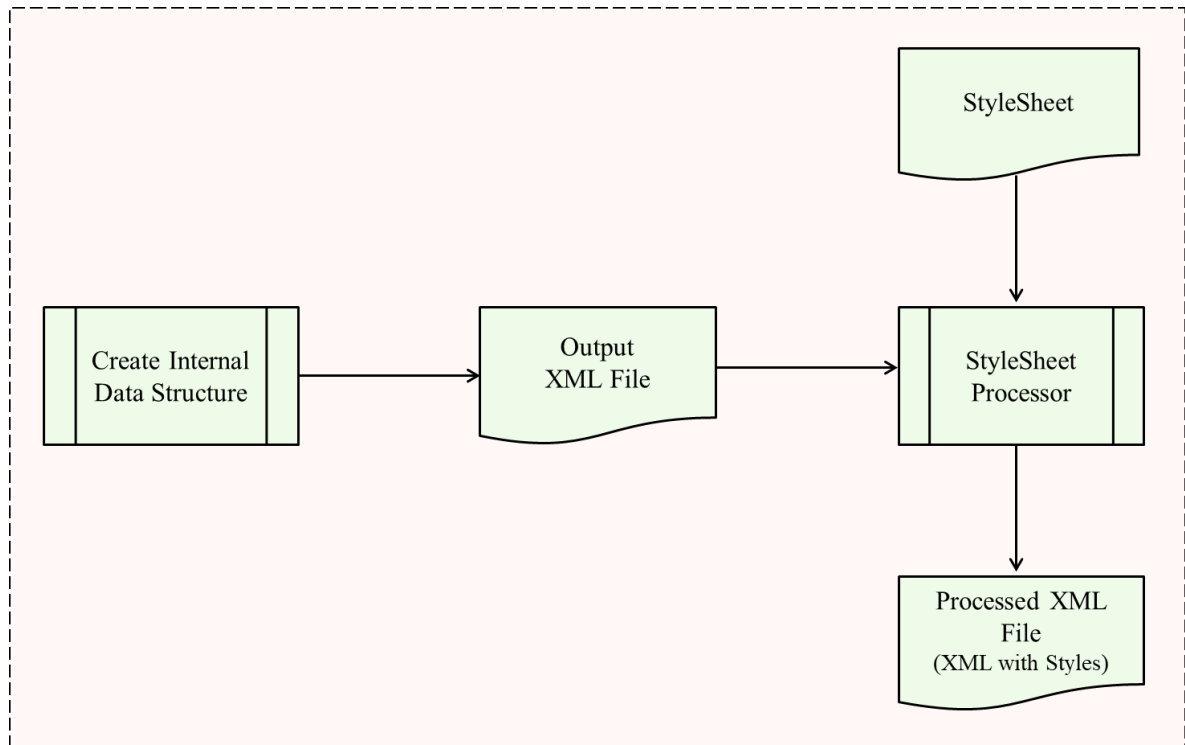 StyleSheet
Create Internal
Data Structure
Output
XML File
StyleSheet
Processor
Processed XML
File
(XML with Styles)